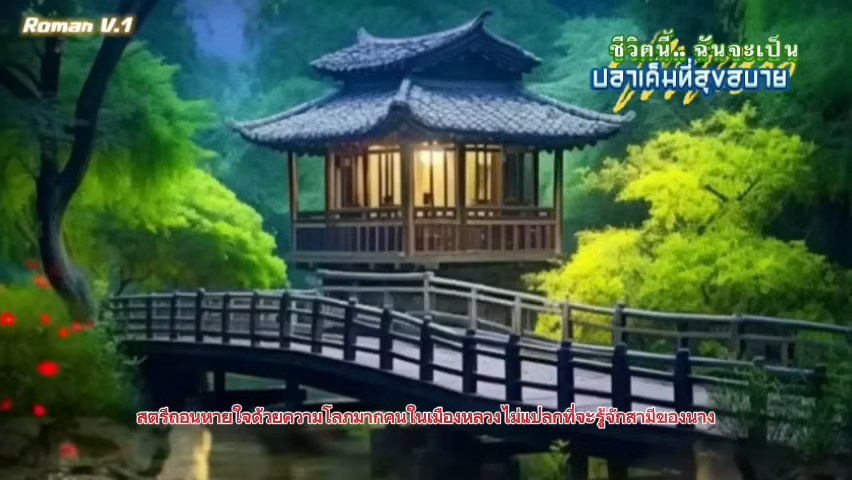 Roman V.1
ชีวิตนี้.. ฉันจะเป็น
ปลาเค็มที่สุขสบาย
สตรีถอนหายใจด้วยความโลภมากคนในเมืองหลวง ไม่แปลกที่จะรู้จักสามีของนาง